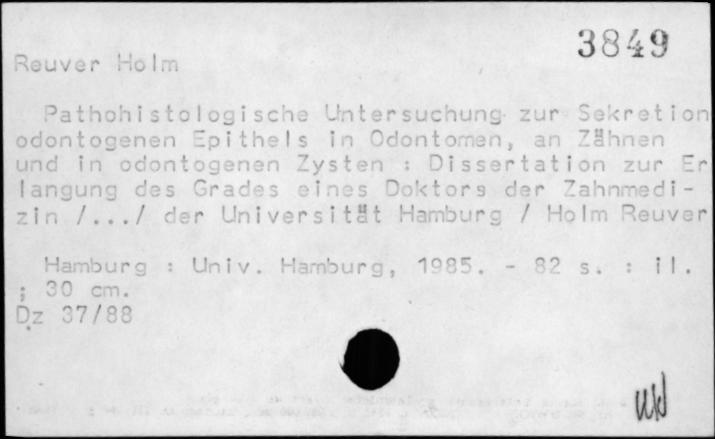 3849
Reuver Holm
Pathohistologische Untersuchung zur Sekretion
odontogenen Epithels in Odontomen, an Zähnen
und in odontogenen Zysten : Dissertation zur Er
langung des Grades eines Doktors der Zahnmedi-
zin /.../ der Universität Hamburg / Holm Reuver
Hamburg : Univ. Hamburg, 1985. - 82 s. : il.
; 30 cm.
Dz 37/88